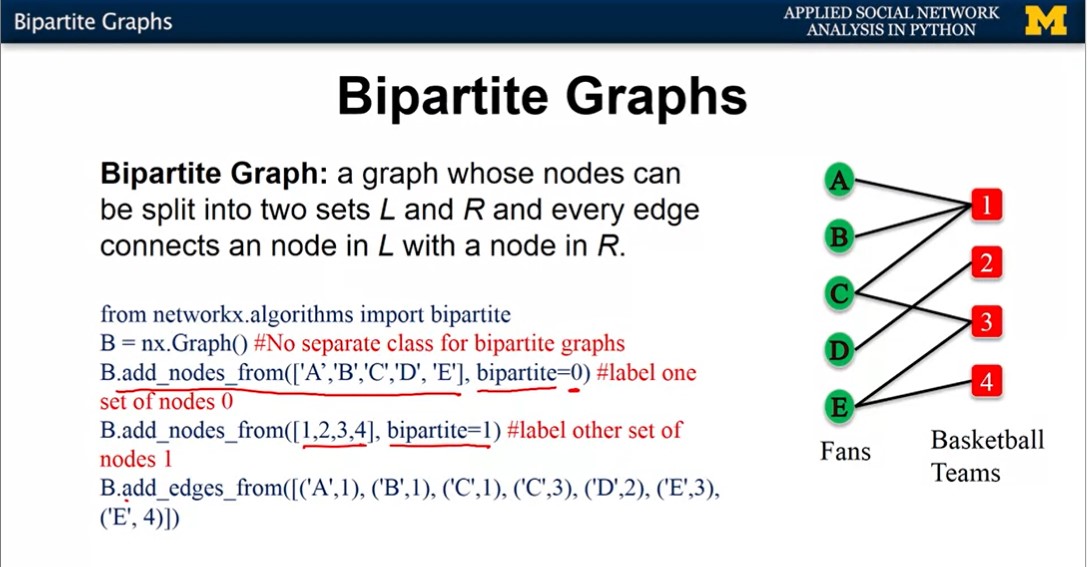 Bipartite Graphs
APPLIED SOCIAL NETWORK
ANALYSIS IN PYTHON
M
Bipartite Graphs
Bipartite Graph: a graph whose nodes can
be split into two sets L and R and every edge
connects an node in L with a node in R.
from networkx.algorithms import bipartite
B = nx.Graph() #No separate class for bipartite graphs
B.add_nodes_from(['A’,'B','C','D', 'E'], bipartite=0) #label one
set of nodes 0
B.add_nodes_from([1,2,3,4], bipartite=1) #label other set of
nodes 1
B.add_edges_from([('A',1), ('B',1), ('C',1), ('C',3), ('D',2), ('E',3),
('E', 4)])
A
B
C
D
E
Fans
1
2
3
4
Basketball
Teams